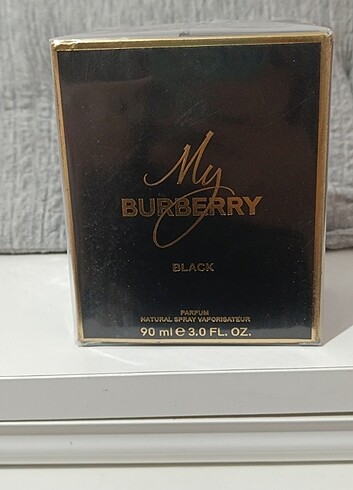 My
BURBERRY
BLACK
PARFUM
NATURAL SPRAY VAPORISATEUR
90 ml e 3.0 FL. OZ.